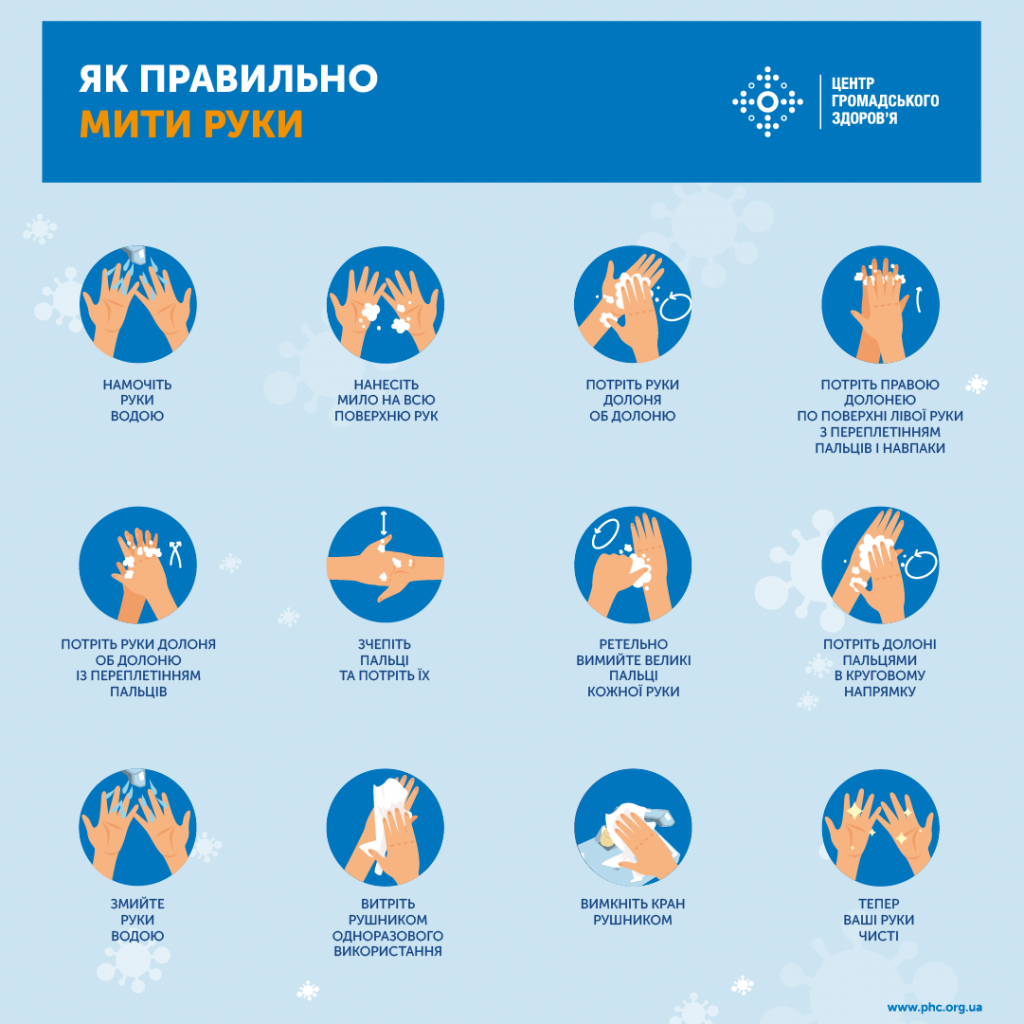 ЯК ПРАВИЛЬНО
МИТИ РУКИ
ЦЕНТР
ГРОМАДСЬКОГО
ЗДОРОВ'Я
НАМОЧІТЬ
РУКИ
ВОДОЮ
НАНЕСІТЬ
МИЛО НА ВСЮ
ПОВЕРХНЮ РУК
ПОТРІТЬ РУКИ
ДОЛОНЯ
ОБ ДОЛОНЮ
ПОТРІТЬ ПРАВОЮ
ДОЛОНЕЮ
ПО ПОВЕРХНІ ЛІВОЇ РУКИ
З ПЕРЕПЛЕТІННЯМ
ПАЛЬЦІВ І НАВПАКИ
ПОТРІТЬ РУКИ ДОЛОНЯ
ОБ ДОЛОНЮ
ІЗ ПЕРЕПЛЕТІННЯМ
ПАЛЬЦІВ
ЗЧЕПІТЬ
ПАЛЬЦІ
ТА ПОТРІТЬ ЇХ
РЕТЕЛЬНО
ВИМИЙТЕ ВЕЛИКІ
ПАЛЬЦІ
КОЖНОЇ РУКИ
ПОТРІТЬ ДОЛОНІ
ПАЛЬЦЯМИ
В КРУГОВОМУ
НАПРЯМКУ
ЗМИЙТЕ
РУКИ
ВОДОЮ
ВИТРІТЬ
РУШНИКОМ
ОДНОРАЗОВОГО
ВИКОРИСТАННЯ
ВИМКНІТЬ КРАН
РУШНИКОМ
ТЕПЕР
ВАШІ РУКИ
ЧИСТІ
www.phc.org.ua